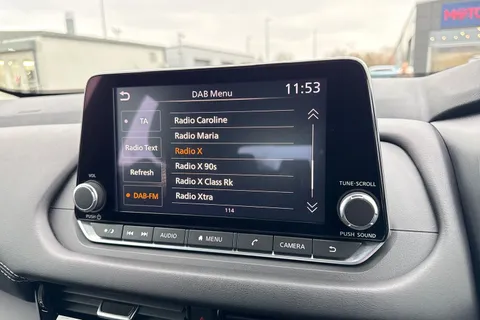 DAB Menu 11:53
TA
Radio Text
Refresh
DAB-FM
Radio Caroline
Radio Maria
Radio X
Radio X 90s
Radio X Class Rk
Radio Xtra
114
VOL
PUSH
TUNE·SCROLL
PUSH SOUND
AUDIO
MENU
CAMERA